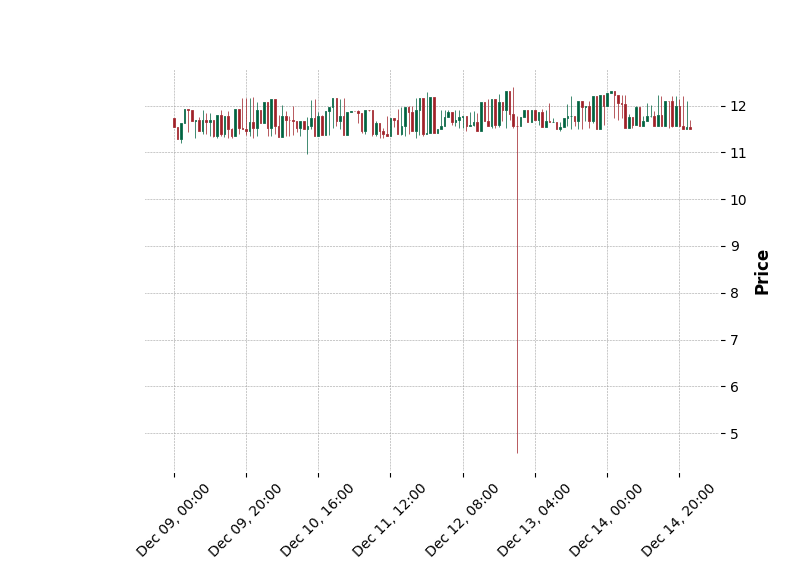 12
11
10
9
8
7
6
5
Price
Dec 09, 00:00
Dec 09, 20:00
Dec 10, 16:00
Dec 11, 12:00
Dec 12, 08:00
Dec 13, 04:00
Dec 14, 00:00
Dec 14, 20:00